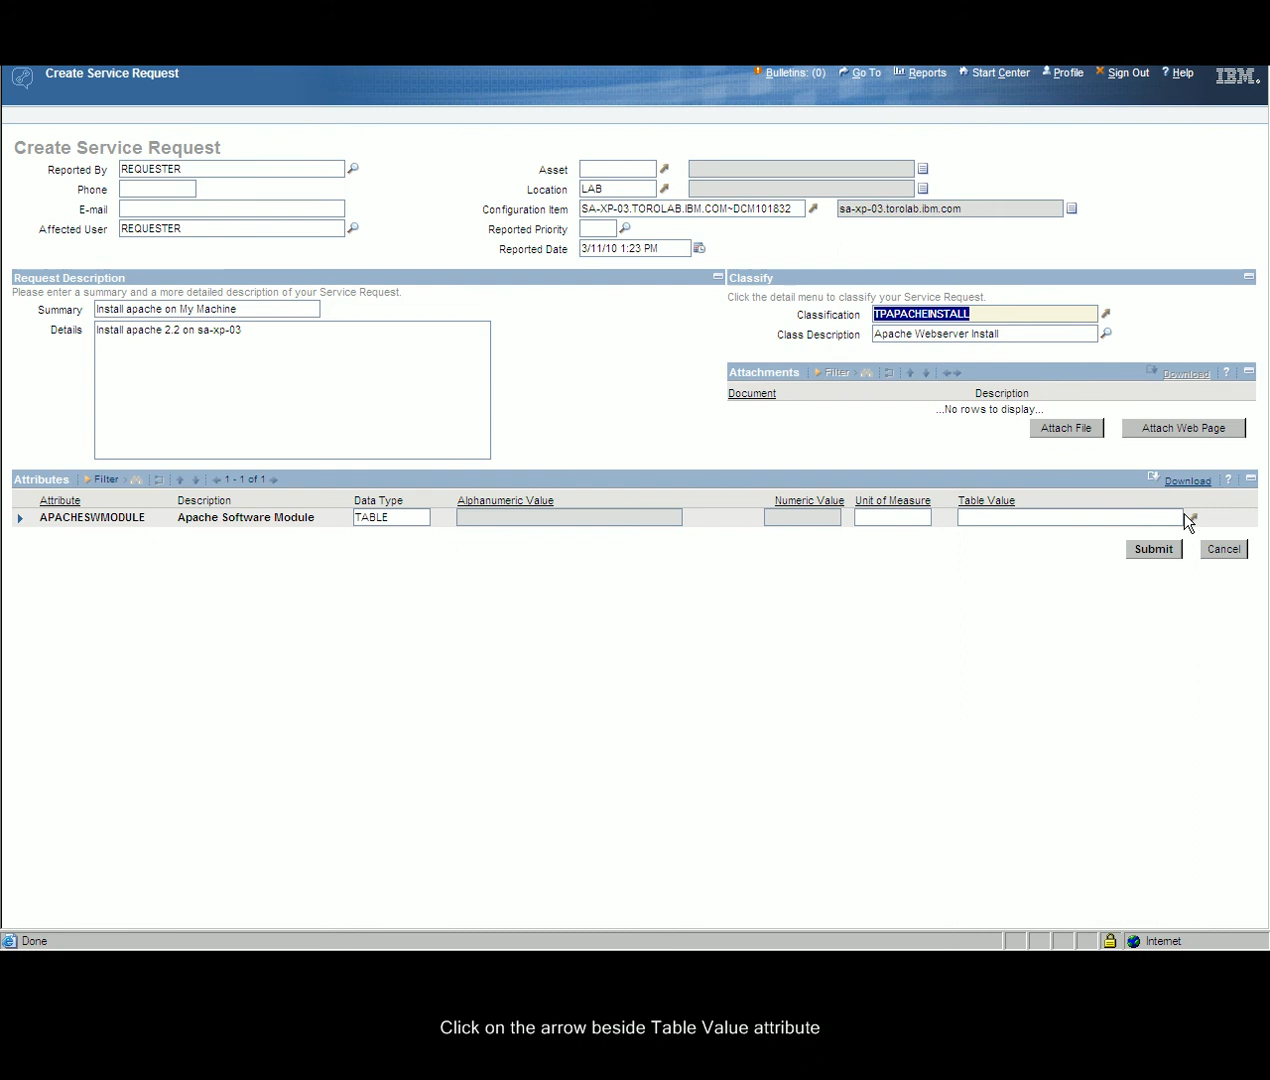 Create Service Request
Bulletins: (0) Go To Reports Start Center Profile Sign Out ? Help IBM.
Create Service Request
Reported By REQUESTER
Phone
E-mail
Affected User REQUESTER
Asset
Location LAB
Configuration Item SA-XP-03.TOROLAB.IBM.COM~DCM101832 sa-xp-03.torolab.ibm.com
Reported Priority
Reported Date 3/11/10 1:23 PM
Request Description
Please enter a summary and a more detailed description of your Service Request.
Summary Install apache on My Machine
Details Install apache 2.2 on sa-xp-03
Classify
Click the detail menu to classify your Service Request.
Classification TPAPACHEINSTALL
Class Description Apache Webserver Install
Attachments Filter Download ?
Document Description
...No rows to display...
Attach File Attach Web Page
Attributes Filter 1 - 1 of 1 Download ?
Attribute Description Data Type Alphanumeric Value Numeric Value Unit of Measure Table Value
APACHESWMODULE Apache Software Module TABLE
Submit Cancel
Done Internet
Click on the arrow beside Table Value attribute